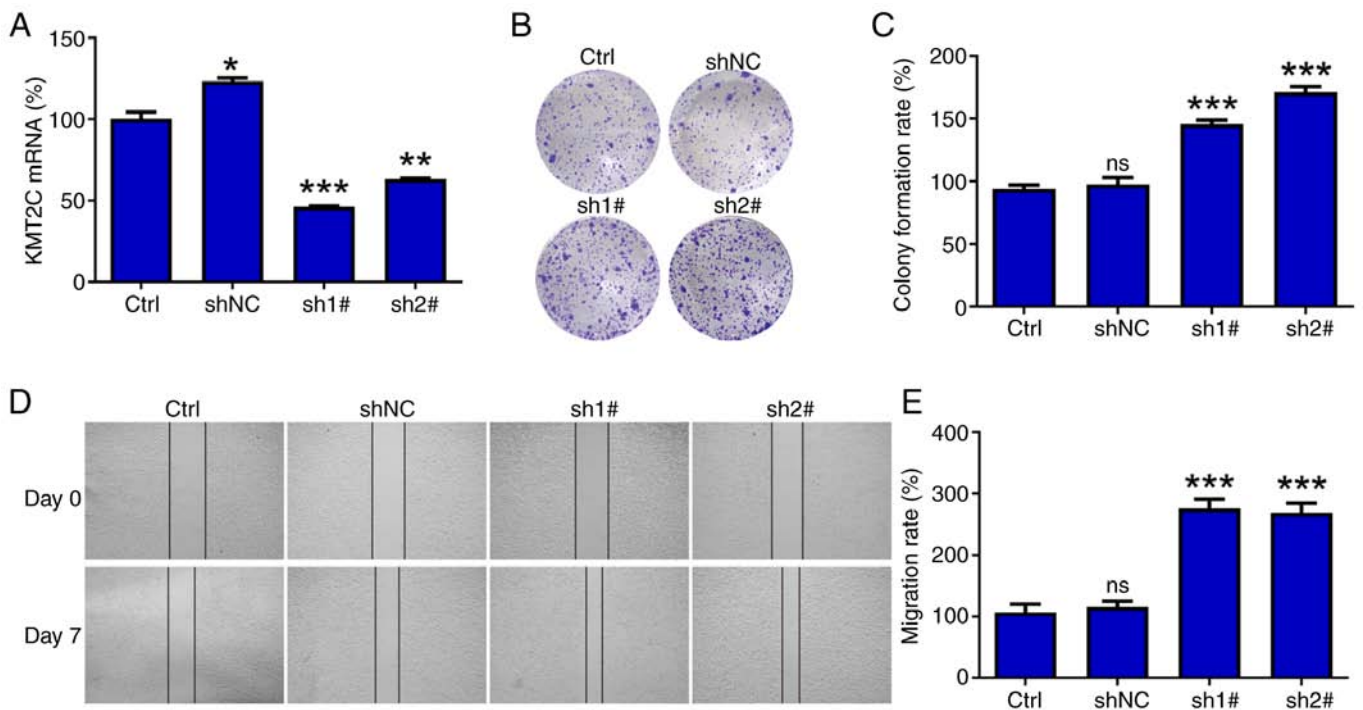 A
KMT2C mRNA (%)
150
100
50
0
*
***
**
Ctrl shNC sh1# sh2#
B
Ctrl shNC
sh1# sh2#
C
Colony formation rate (%)
200
150
100
50
0
ns
***
***
Ctrl shNC sh1# sh2#
D
Ctrl shNC sh1# sh2#
Day 0
Day 7
E
Migration rate (%)
400
300
200
100
0
ns
***
***
Ctrl shNC sh1# sh2#